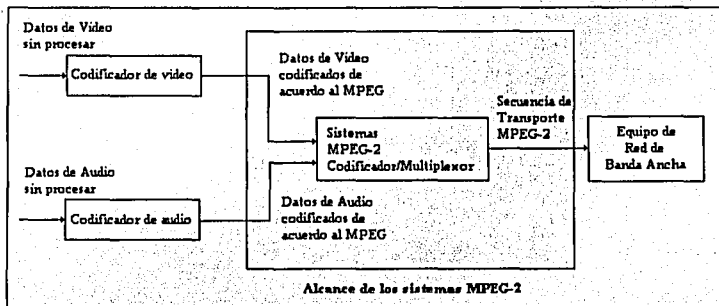 Datos de Video
sin procesar
Codificador de video
Datos de Video
codificados de
acuerdo al MPEG
Secuencia de
Transporte
MPEG-2
Sistemas
MPEG-2
Codificador/Multiplexor
Equipo de
Red de
Banda Ancha
Datos de Audio
sin procesar
Codificador de audio
Datos de Audio
codificados de
acuerdo al MPEG
Alcance de los sistemas MPEG-2